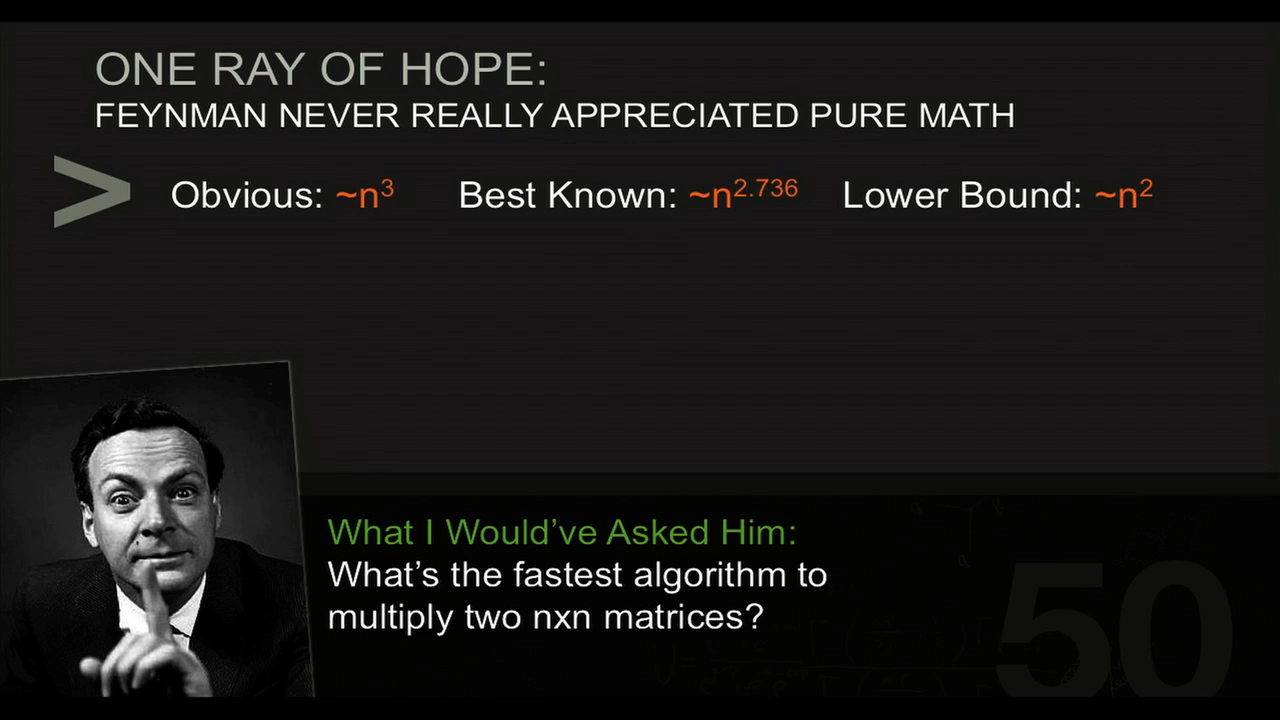 ONE RAY OF HOPE:
FEYNMAN NEVER REALLY APPRECIATED PURE MATH
> Obvious: ~n³ Best Known: ~n²·⁷³⁶ Lower Bound: ~n²
What I Would’ve Asked Him:
What’s the fastest algorithm to
multiply two nxn matrices?
50